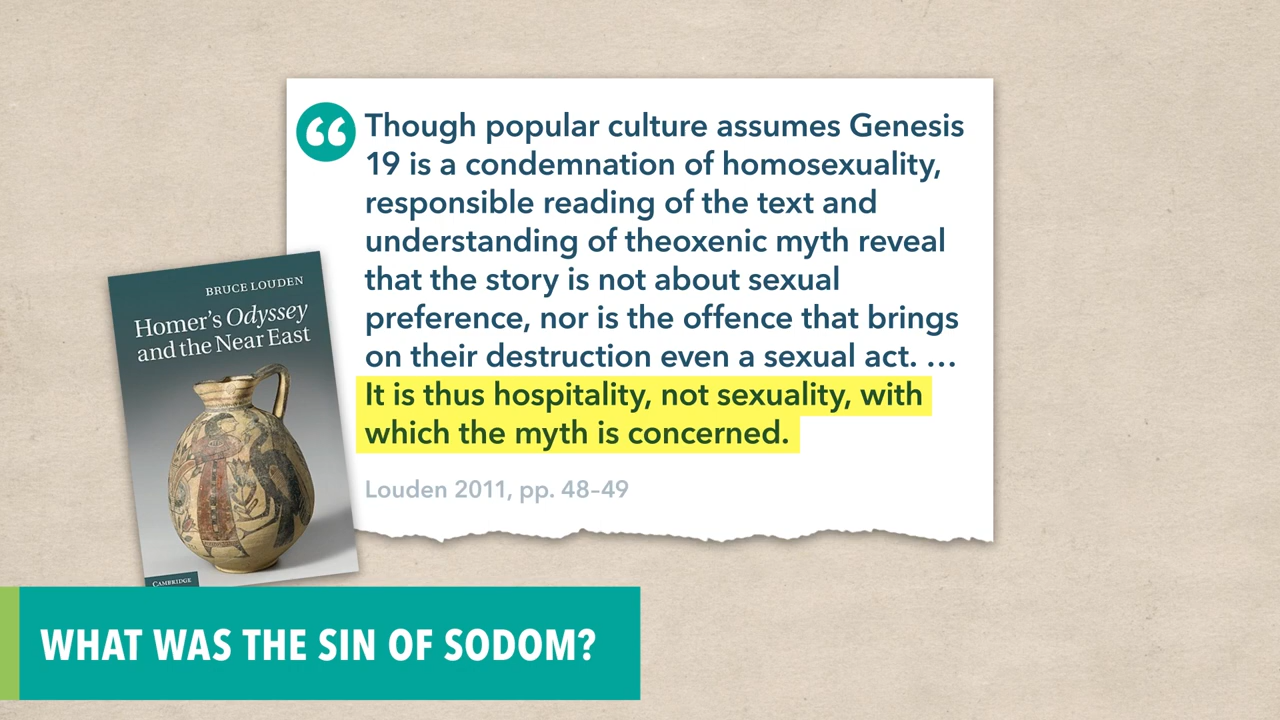 Though popular culture assumes Genesis
19 is a condemnation of homosexuality,
responsible reading of the text and
understanding of theoxenic myth reveal
that the story is not about sexual
preference, nor is the offence that brings
on their destruction even a sexual act. …
It is thus hospitality, not sexuality, with
which the myth is concerned.
Louden 2011, pp. 48–49
BRUCE LOUDEN
Homer's Odyssey
and the Near East
CAMBRIDGE
WHAT WAS THE SIN OF SODOM?